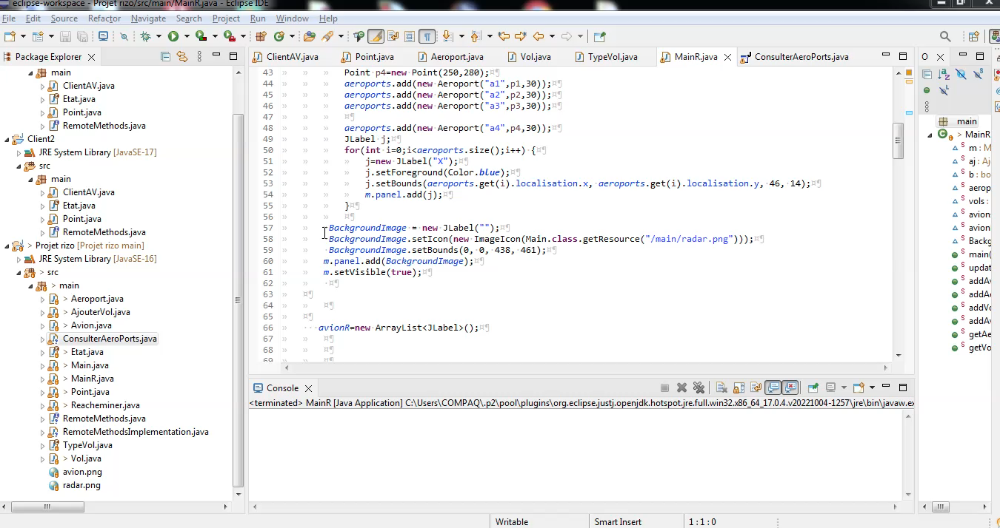 eclipse-workspace - Projet rizo/src/main/MainR.java - Eclipse IDE
File Edit Source Refactor Navigate Search Project Run Window Help
Package Explorer
main
ClientAV.java
Etat.java
Point.java
RemoteMethods.java
Client2
JRE System Library [JavaSE-17]
src
main
ClientAV.java
Etat.java
Point.java
RemoteMethods.java
> Projet rizo [Projet rizo main]
JRE System Library [JavaSE-16]
> src
> main
> Aeroport.java
> AjouterVol.java
> Avion.java
ConsulterAeroPorts.java
> Etat.java
> Main.java
> MainR.java
> Point.java
> Reacheminer.java
RemoteMethods.java
RemoteMethodsImplementation.java
TypeVol.java
> Vol.java
avion.png
radar.png
ClientAV.java Point.java Aeroport.java Vol.java TypeVol.java MainR.java ConsulterAeroPorts.java
43 Point p4=new Point(250,280);
44 aeroports.add(new Aeroport("a1",p1,30));
45 aeroports.add(new Aeroport("a2",p2,30));
46 aeroports.add(new Aeroport("a3",p3,30));
47
48 aeroports.add(new Aeroport("a4",p4,30));
49 JLabel j;
50 for(int i=0;i<aeroports.size();i++) {
51 j=new JLabel("X");
52 j.setForeground(Color.blue);
53 j.setBounds(aeroports.get(i).localisation.x, aeroports.get(i).localisation.y, 46, 14);
54 m.panel.add(j);
55 }
56
57 BackgroundImage = new JLabel("");
58 BackgroundImage.setIcon(new ImageIcon(Main.class.getResource("/main/radar.png")));
59 BackgroundImage.setBounds(0, 0, 438, 461);
60 m.panel.add(BackgroundImage);
61 m.setVisible(true);
62
63
64
65
66 avionR=new ArrayList<JLabel>();
67
68
69
Console
<terminated> MainR [Java Application] C:\Users\COMPAQ\.p2\pool\plugins\org.eclipse.justj.openjdk.hotspot.jre.full.win32.x86_64_17.0.4.v20221004-1257\jre\bin\javaw.ex
O
main
> MainR
m : M
aj : Aj
b : bo
aerop
vols :
avion
avion
Backg
main(
updat
addA
addA
addVo
addA
getAe
getVo
Writable Smart Insert 1 : 1 : 0